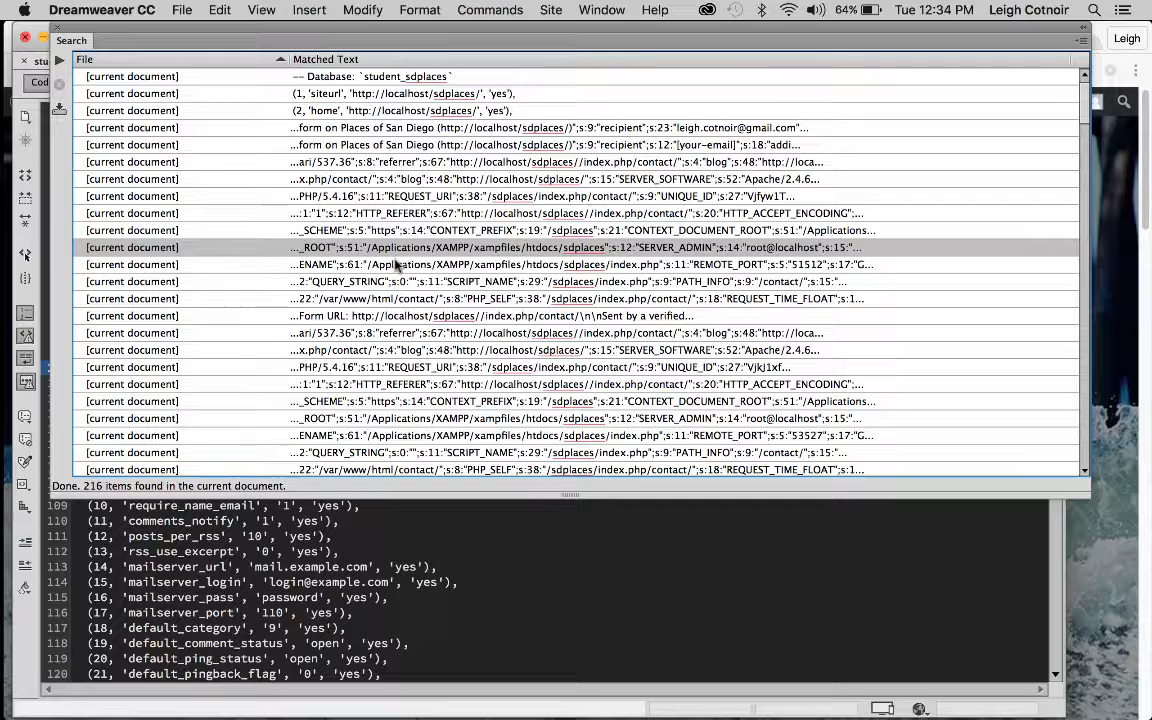 Dreamweaver CC File Edit View Insert Modify Format Commands Site Window Help 64% Tue 12:34 PM Leigh Cotnoir
Search
Leigh
File Matched Text
stu
Cod
[current document] -- Database: `student_sdplaces`
[current document] (1, 'siteurl', 'http://localhost/sdplaces/', 'yes'),
[current document] (2, 'home', 'http://localhost/sdplaces/', 'yes'),
[current document] ...form on Places of San Diego (http://localhost/sdplaces/)";s:9:"recipient";s:23:"leigh.cotnoir@gmail.com"...
[current document] ...form on Places of San Diego (http://localhost/sdplaces/)";s:9:"recipient";s:12:"[your-email]";s:18:"addi...
[current document] ...ari/537.36";s:8:"referrer";s:67:"http://localhost/sdplaces//index.php/contact/";s:4:"blog";s:48:"http://loca...
[current document] ...x.php/contact/";s:4:"blog";s:48:"http://localhost/sdplaces/";s:15:"SERVER_SOFTWARE";s:52:"Apache/2.4.6...
[current document] ...PHP/5.4.16";s:11:"REQUEST_URI";s:38:"/sdplaces/index.php/contact/";s:9:"UNIQUE_ID";s:27:"Vjfyw1T...
[current document] ...:1:"1";s:12:"HTTP_REFERER";s:67:"http://localhost/sdplaces//index.php/contact/";s:20:"HTTP_ACCEPT_ENCODING";...
[current document] ..._SCHEME";s:5:"https";s:14:"CONTEXT_PREFIX";s:19:"/sdplaces/";s:21:"CONTEXT_DOCUMENT_ROOT";s:51:"/Applications...
[current document] ..._ROOT";s:51:"/Applications/XAMPP/xampfiles/htdocs/sdplaces";s:12:"SERVER_ADMIN";s:14:"root@localhost";s:15:"...
[current document] ...ENAME";s:61:"/Applications/XAMPP/xampfiles/htdocs/sdplaces/index.php";s:11:"REMOTE_PORT";s:5:"51512";s:17:"G...
[current document] ...2:"QUERY_STRING";s:0:"";s:11:"SCRIPT_NAME";s:29:"/sdplaces/index.php";s:9:"PATH_INFO";s:9:"/contact/";s:15:"...
[current document] ...22:"/var/www/html/contact/";s:8:"PHP_SELF";s:38:"/sdplaces/index.php/contact/";s:18:"REQUEST_TIME_FLOAT";s:1...
[current document] ...Form URL: http://localhost/sdplaces//index.php/contact/\n\nSent by a verified...
[current document] ...ari/537.36";s:8:"referrer";s:67:"http://localhost/sdplaces//index.php/contact/";s:4:"blog";s:48:"http://loca...
[current document] ...x.php/contact/";s:4:"blog";s:48:"http://localhost/sdplaces/";s:15:"SERVER_SOFTWARE";s:52:"Apache/2.4.6...
[current document] ...PHP/5.4.16";s:11:"REQUEST_URI";s:38:"/sdplaces/index.php/contact/";s:9:"UNIQUE_ID";s:27:"VjkJ1xf...
[current document] ...:1:"1";s:12:"HTTP_REFERER";s:67:"http://localhost/sdplaces//index.php/contact/";s:20:"HTTP_ACCEPT_ENCODING";...
[current document] ..._SCHEME";s:5:"https";s:14:"CONTEXT_PREFIX";s:19:"/sdplaces/";s:21:"CONTEXT_DOCUMENT_ROOT";s:51:"/Applications...
[current document] ..._ROOT";s:51:"/Applications/XAMPP/xampfiles/htdocs/sdplaces";s:12:"SERVER_ADMIN";s:14:"root@localhost";s:15:"...
[current document] ...ENAME";s:61:"/Applications/XAMPP/xampfiles/htdocs/sdplaces/index.php";s:11:"REMOTE_PORT";s:5:"53527";s:17:"G...
[current document] ...2:"QUERY_STRING";s:0:"";s:11:"SCRIPT_NAME";s:29:"/sdplaces/index.php";s:9:"PATH_INFO";s:9:"/contact/";s:15:"...
[current document] ...22:"/var/www/html/contact/";s:8:"PHP_SELF";s:38:"/sdplaces/index.php/contact/";s:18:"REQUEST_TIME_FLOAT";s:1...
Done. 216 items found in the current document.
109 (10, 'require_name_email', '1', 'yes'),
110 (11, 'comments_notify', '1', 'yes'),
111 (12, 'posts_per_rss', '10', 'yes'),
112 (13, 'rss_use_excerpt', '0', 'yes'),
113 (14, 'mailserver_url', 'mail.example.com', 'yes'),
114 (15, 'mailserver_login', 'login@example.com', 'yes'),
115 (16, 'mailserver_pass', 'password', 'yes'),
116 (17, 'mailserver_port', '110', 'yes'),
117 (18, 'default_category', '9', 'yes'),
118 (19, 'default_comment_status', 'open', 'yes'),
119 (20, 'default_ping_status', 'open', 'yes'),
120 (21, 'default_pingback_flag', '0', 'yes'),